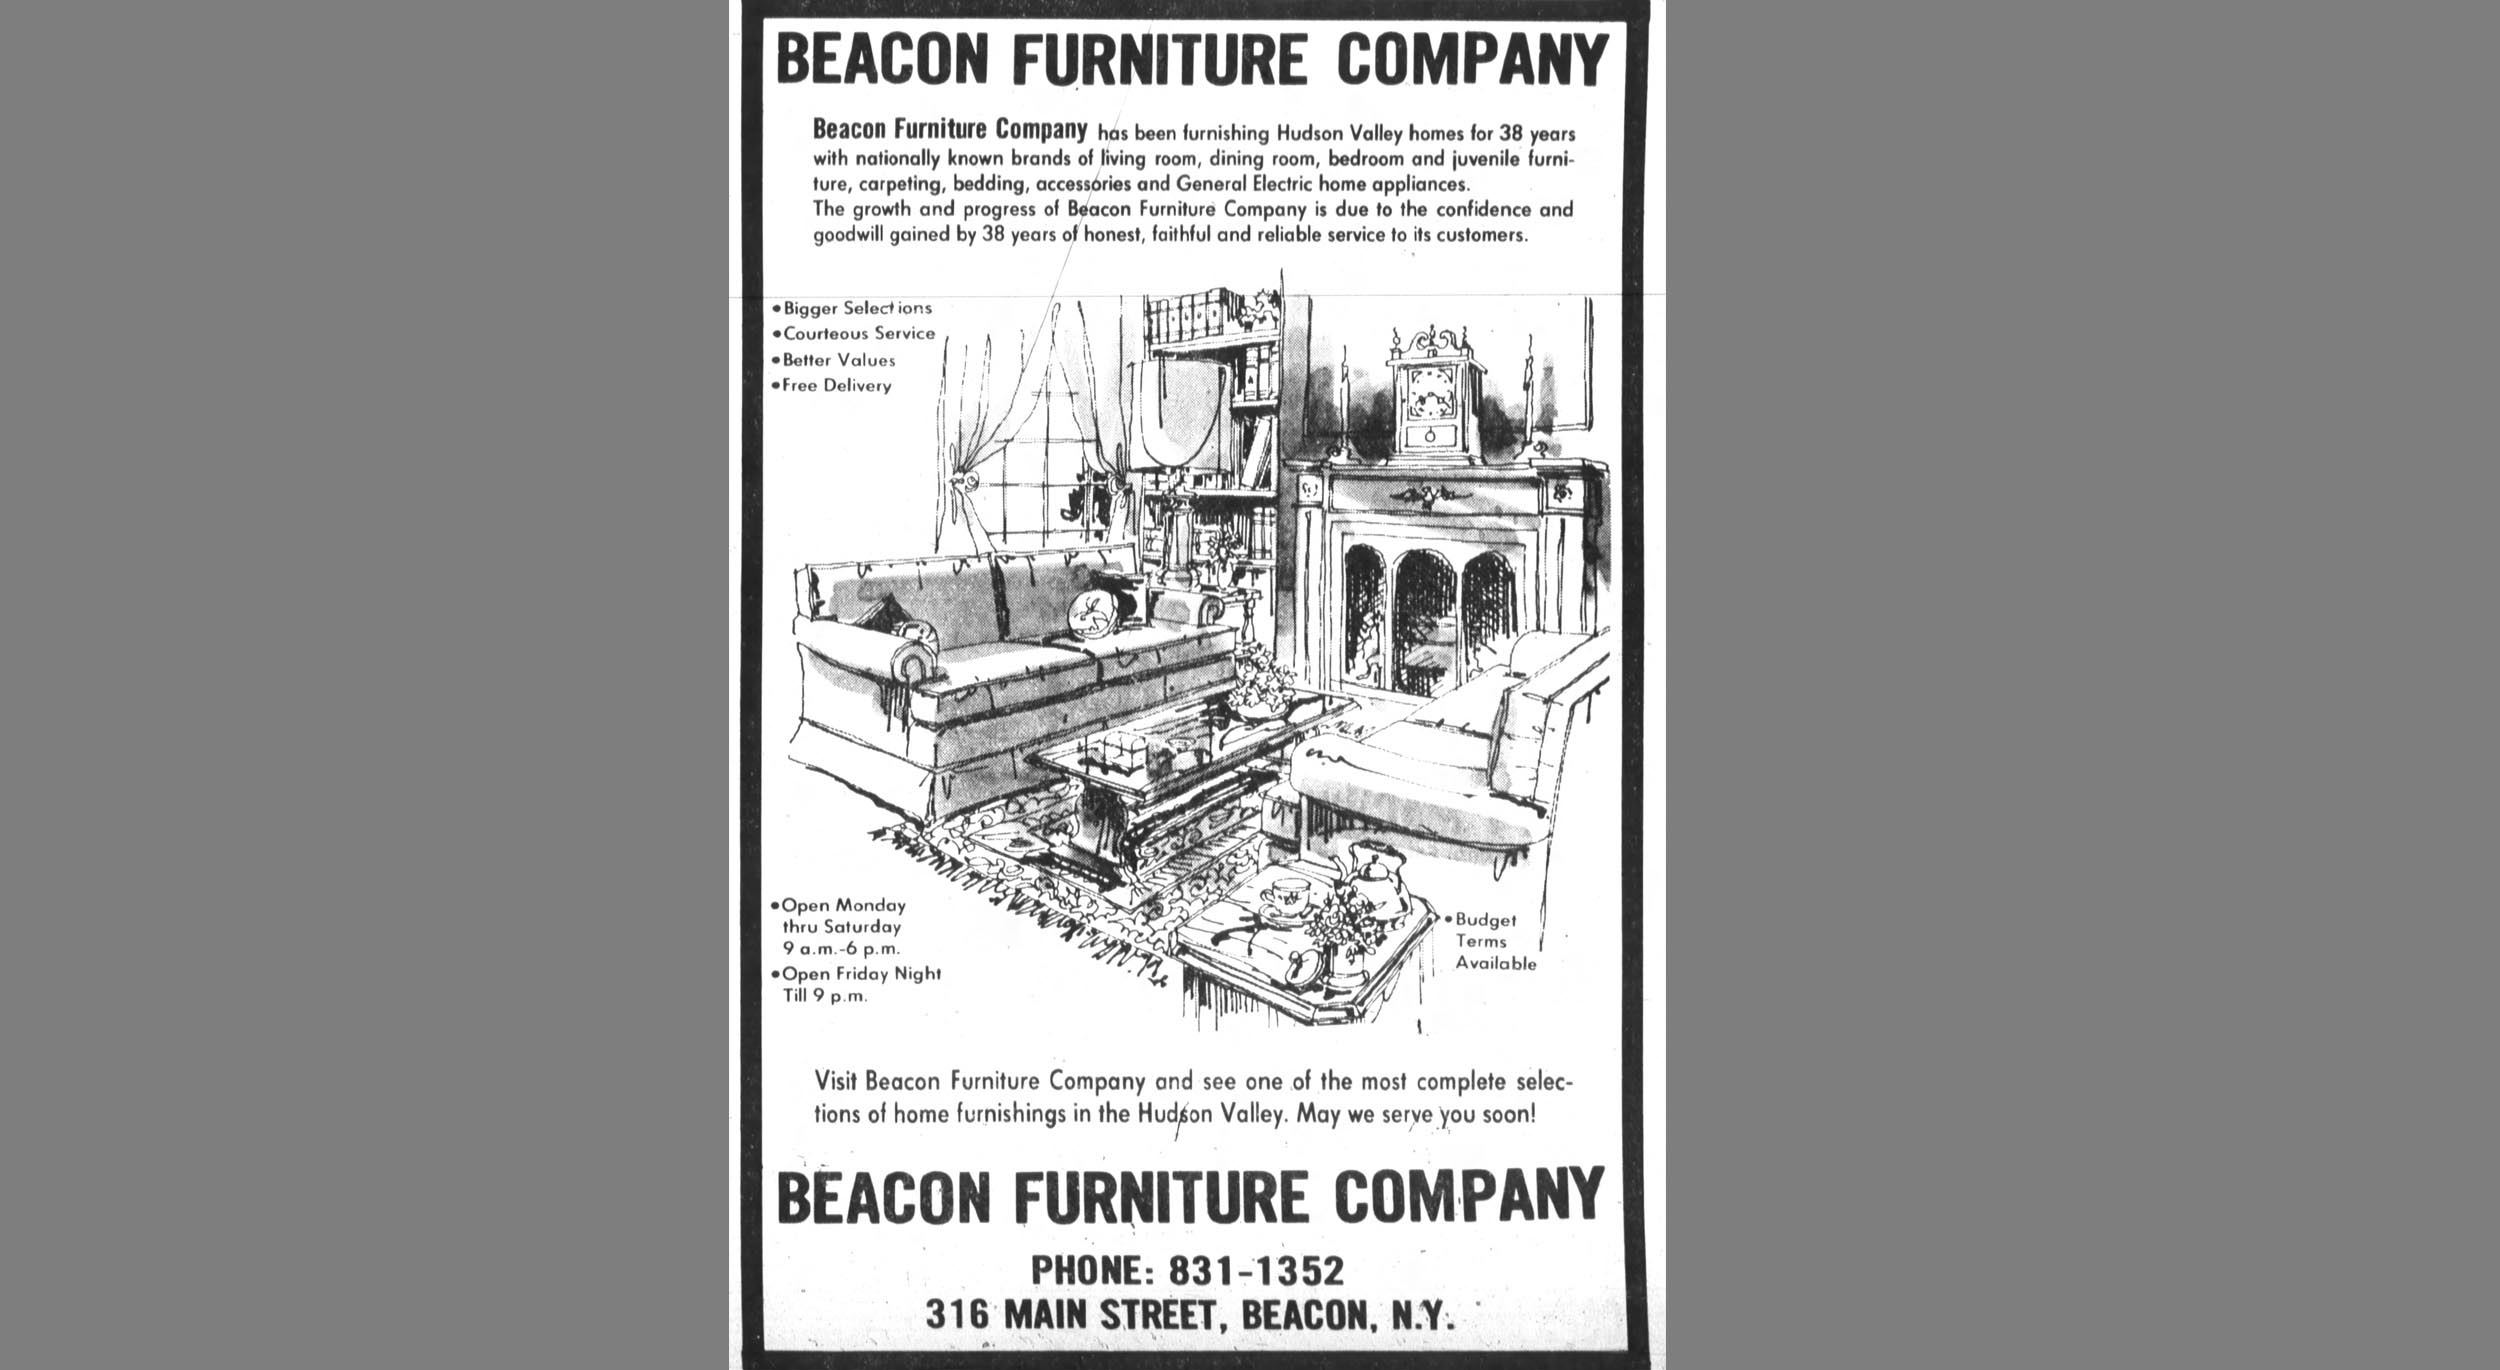 BEACON FURNITURE COMPANY
Beacon Furniture Company has been furnishing Hudson Valley homes for 38 years
with nationally known brands of living room, dining room, bedroom and juvenile furni-
ture, carpeting, bedding, accessories and General Electric home appliances.
The growth and progress of Beacon Furniture Company is due to the confidence and
goodwill gained by 38 years of honest, faithful and reliable service to its customers.
•Bigger Selections
•Courteous Service
•Better Values
•Free Delivery
•Open Monday
thru Saturday
9 a.m.-6 p.m.
•Open Friday Night
Till 9 p.m.
•Budget
Terms
Available
Visit Beacon Furniture Company and see one of the most complete selec-
tions of home furnishings in the Hudson Valley. May we serve you soon!
BEACON FURNITURE COMPANY
PHONE: 831-1352
316 MAIN STREET, BEACON, N.Y.